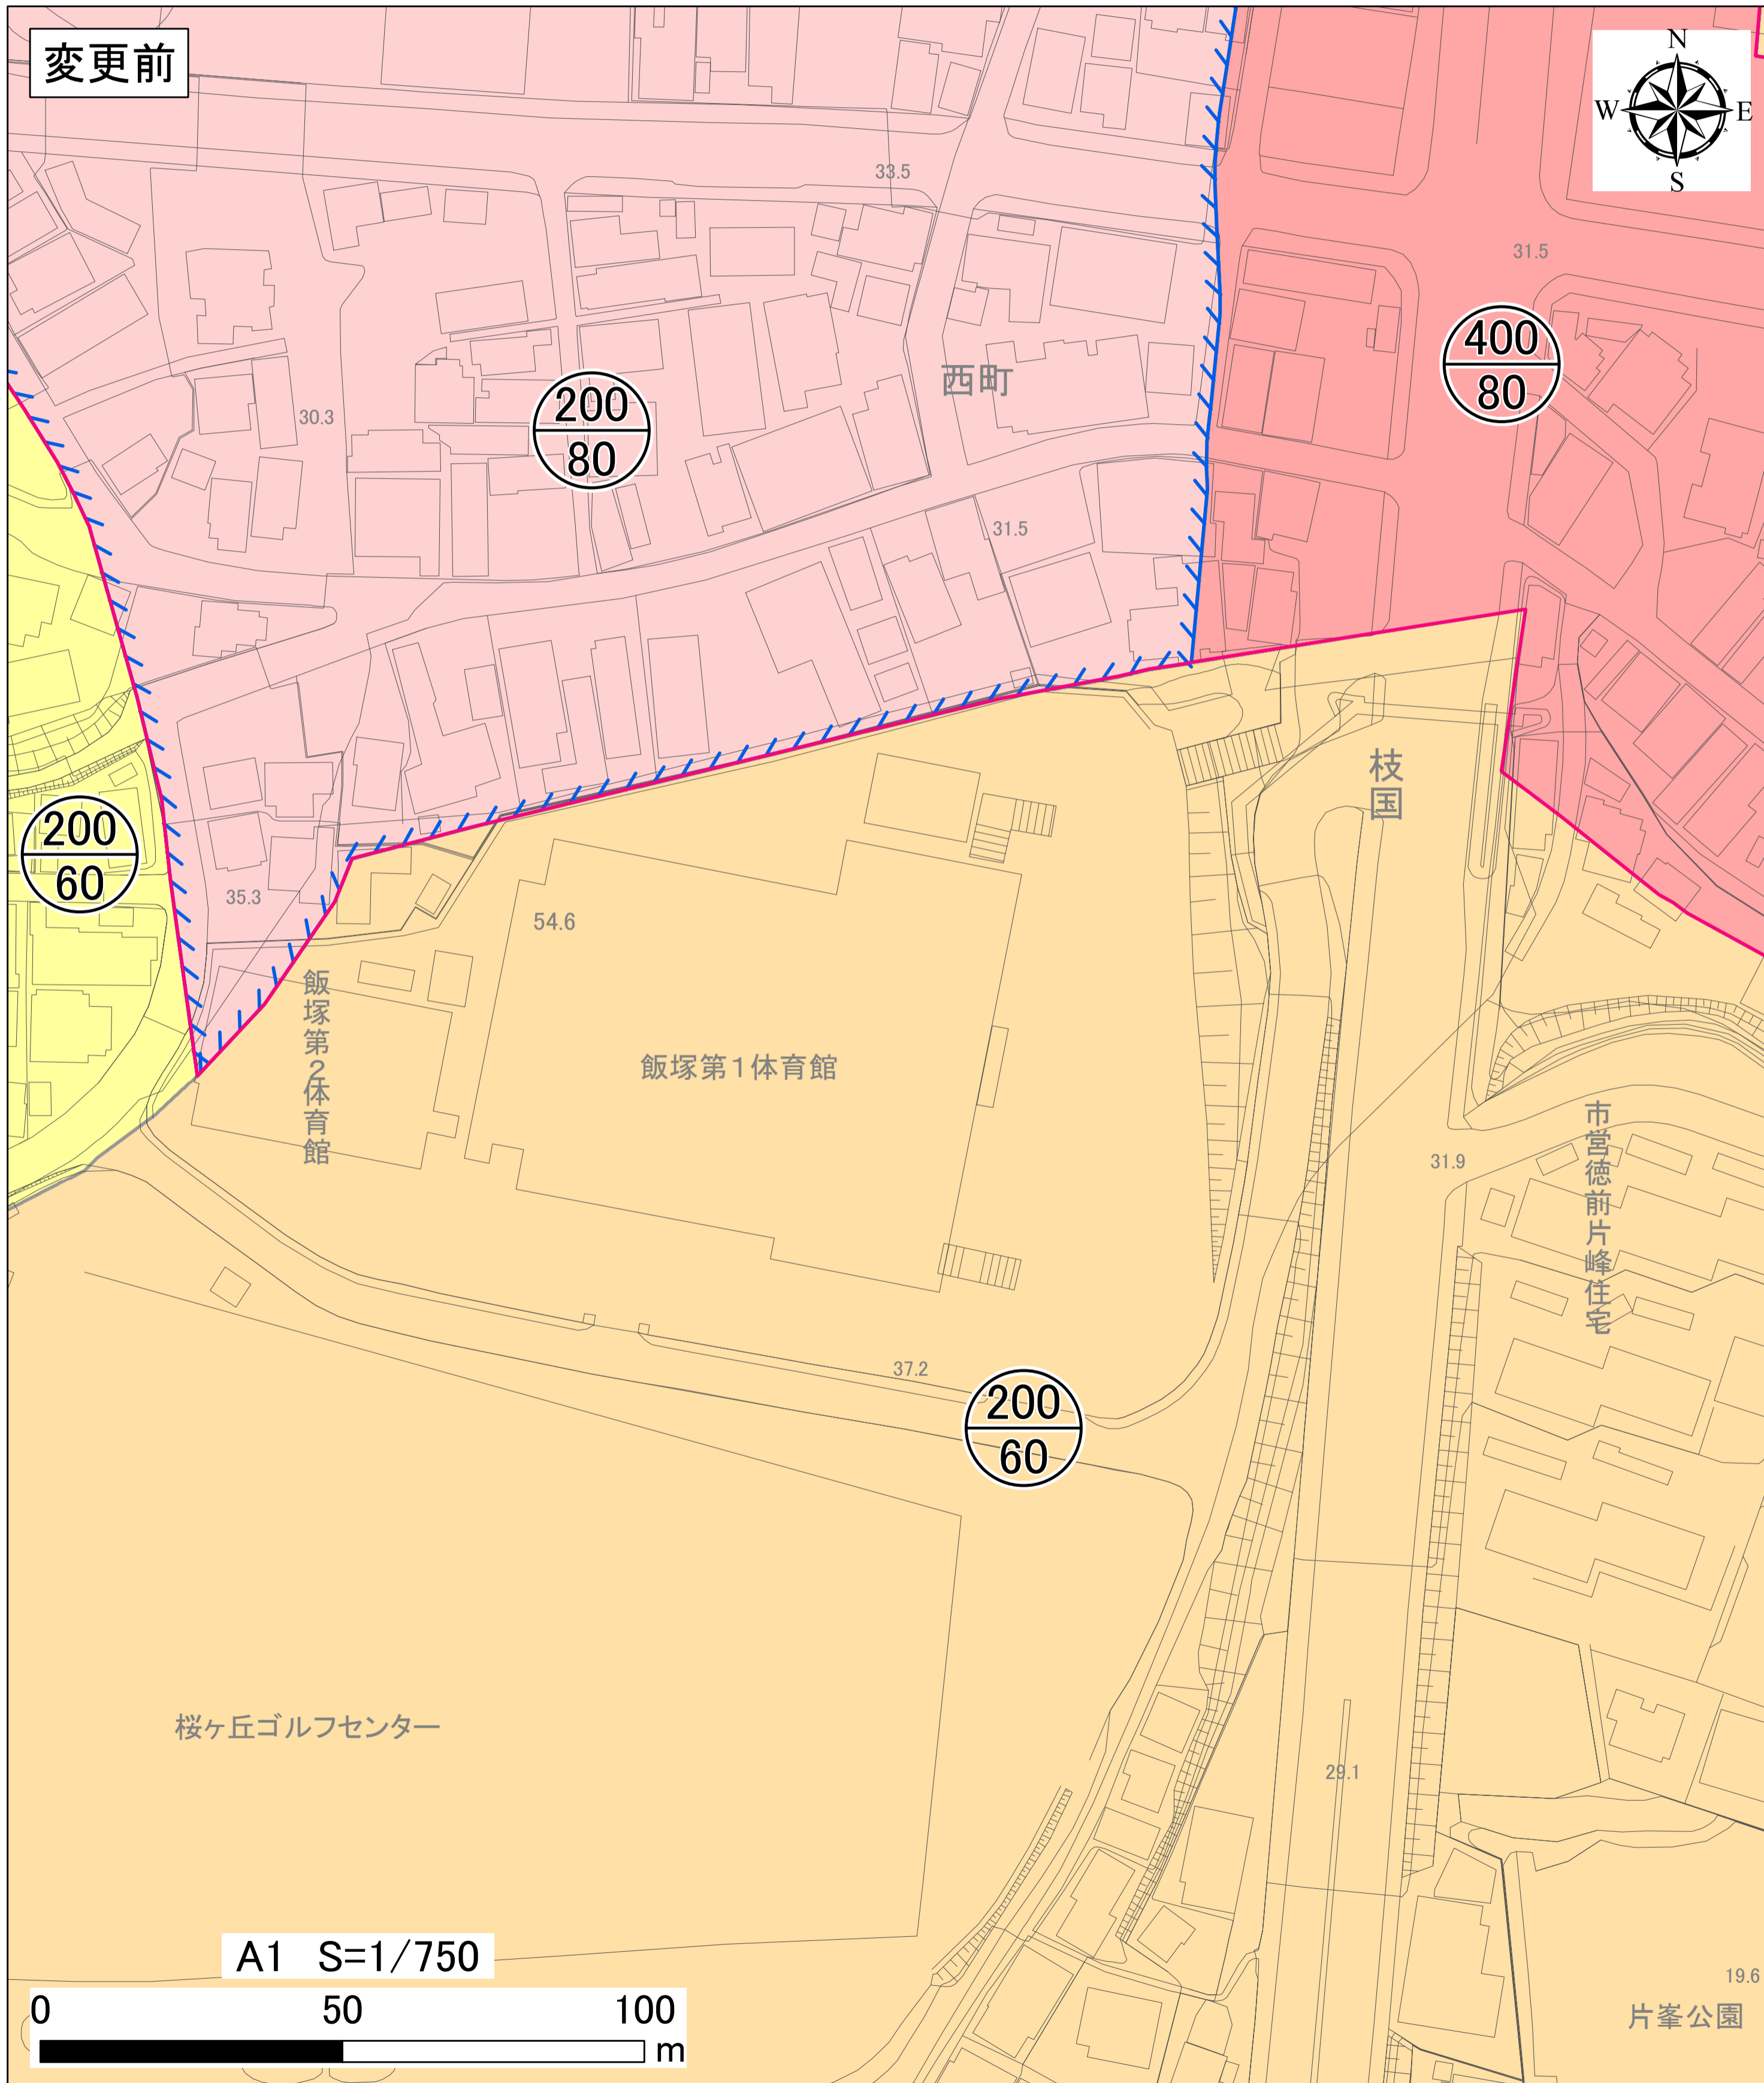 変更前
N
W E
S
33.5
31.5
400
80
西町
200
80
30.3
31.5
枝国
200
60
35.3
54.6
飯塚第2体育館
飯塚第1体育館
31.9
市営徳前片峰住宅
37.2
200
60
桜ヶ丘ゴルフセンター
29.1
A1 S=1/750
19.6
0 50 100
m
片峯公園